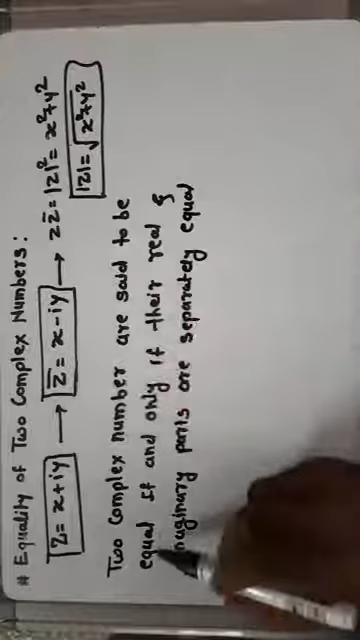 # Equality of Two Complex Numbers:
Z = x+iy → Z̄ = x-iy → zz̄ = |z|² = x²+y²
|z| = √x²+y²
Two Complex number are said to be
equal if and only if their real &
imaginary parts are separately equal